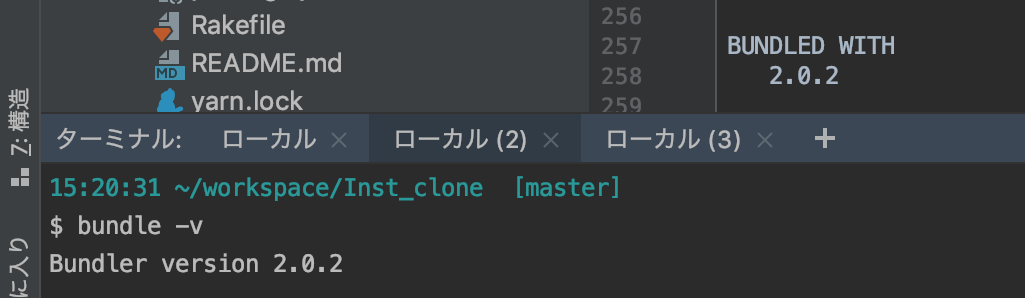 Rakefile
README.md
yarn.lock
256
257
258
259
BUNDLED WITH
2.0.2
Z: 構造
に入り
ターミナル: ローカル × ローカル (2) × ローカル (3) × +
15:20:31 ~/workspace/Inst_clone [master]
$ bundle -v
Bundler version 2.0.2